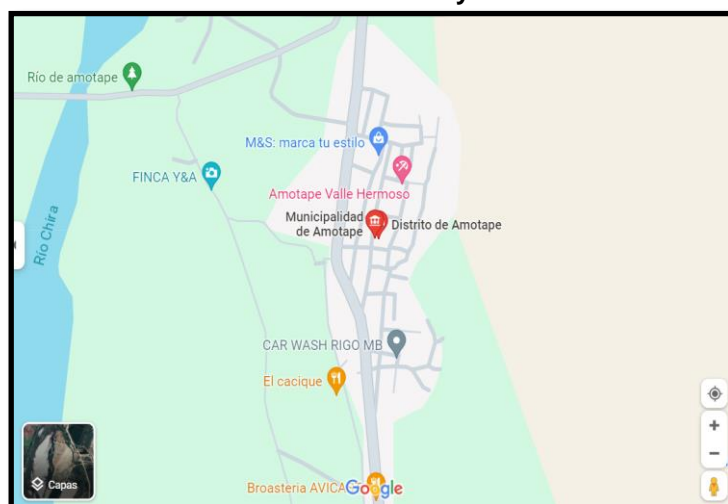 Río de amotape
M&S: marca tu estilo
FINCA Y&A
Amotape Valle Hermoso
Municipalidad
de Amotape
Distrito de Amotape
Río Chira
CAR WASH RIGO MB
El cacique
Capas
Broasteria AVICA
Google